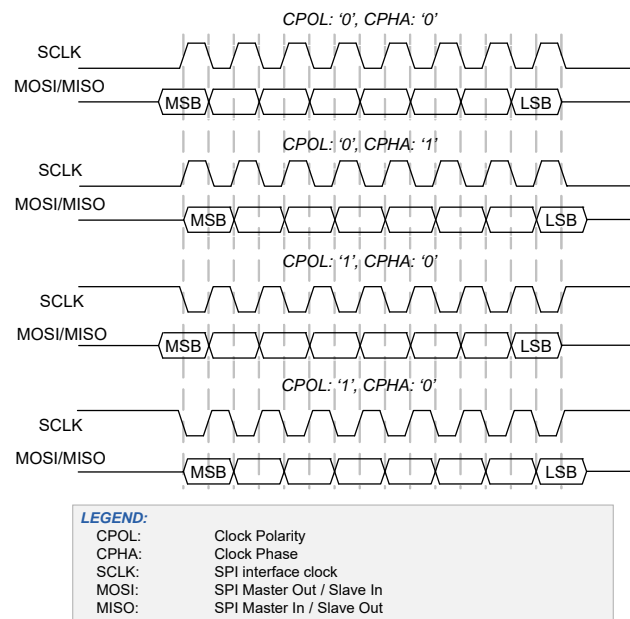 CPOL: '0', CPHA: '0'
SCLK
MOSI/MISO
MSB LSB
CPOL: '0', CPHA: '1'
SCLK
MOSI/MISO
MSB LSB
CPOL: '1', CPHA: '0'
SCLK
MOSI/MISO
MSB LSB
CPOL: '1', CPHA: '0'
SCLK
MOSI/MISO
MSB LSB
LEGEND:
CPOL: Clock Polarity
CPHA: Clock Phase
SCLK: SPI interface clock
MOSI: SPI Master Out / Slave In
MISO: SPI Master In / Slave Out